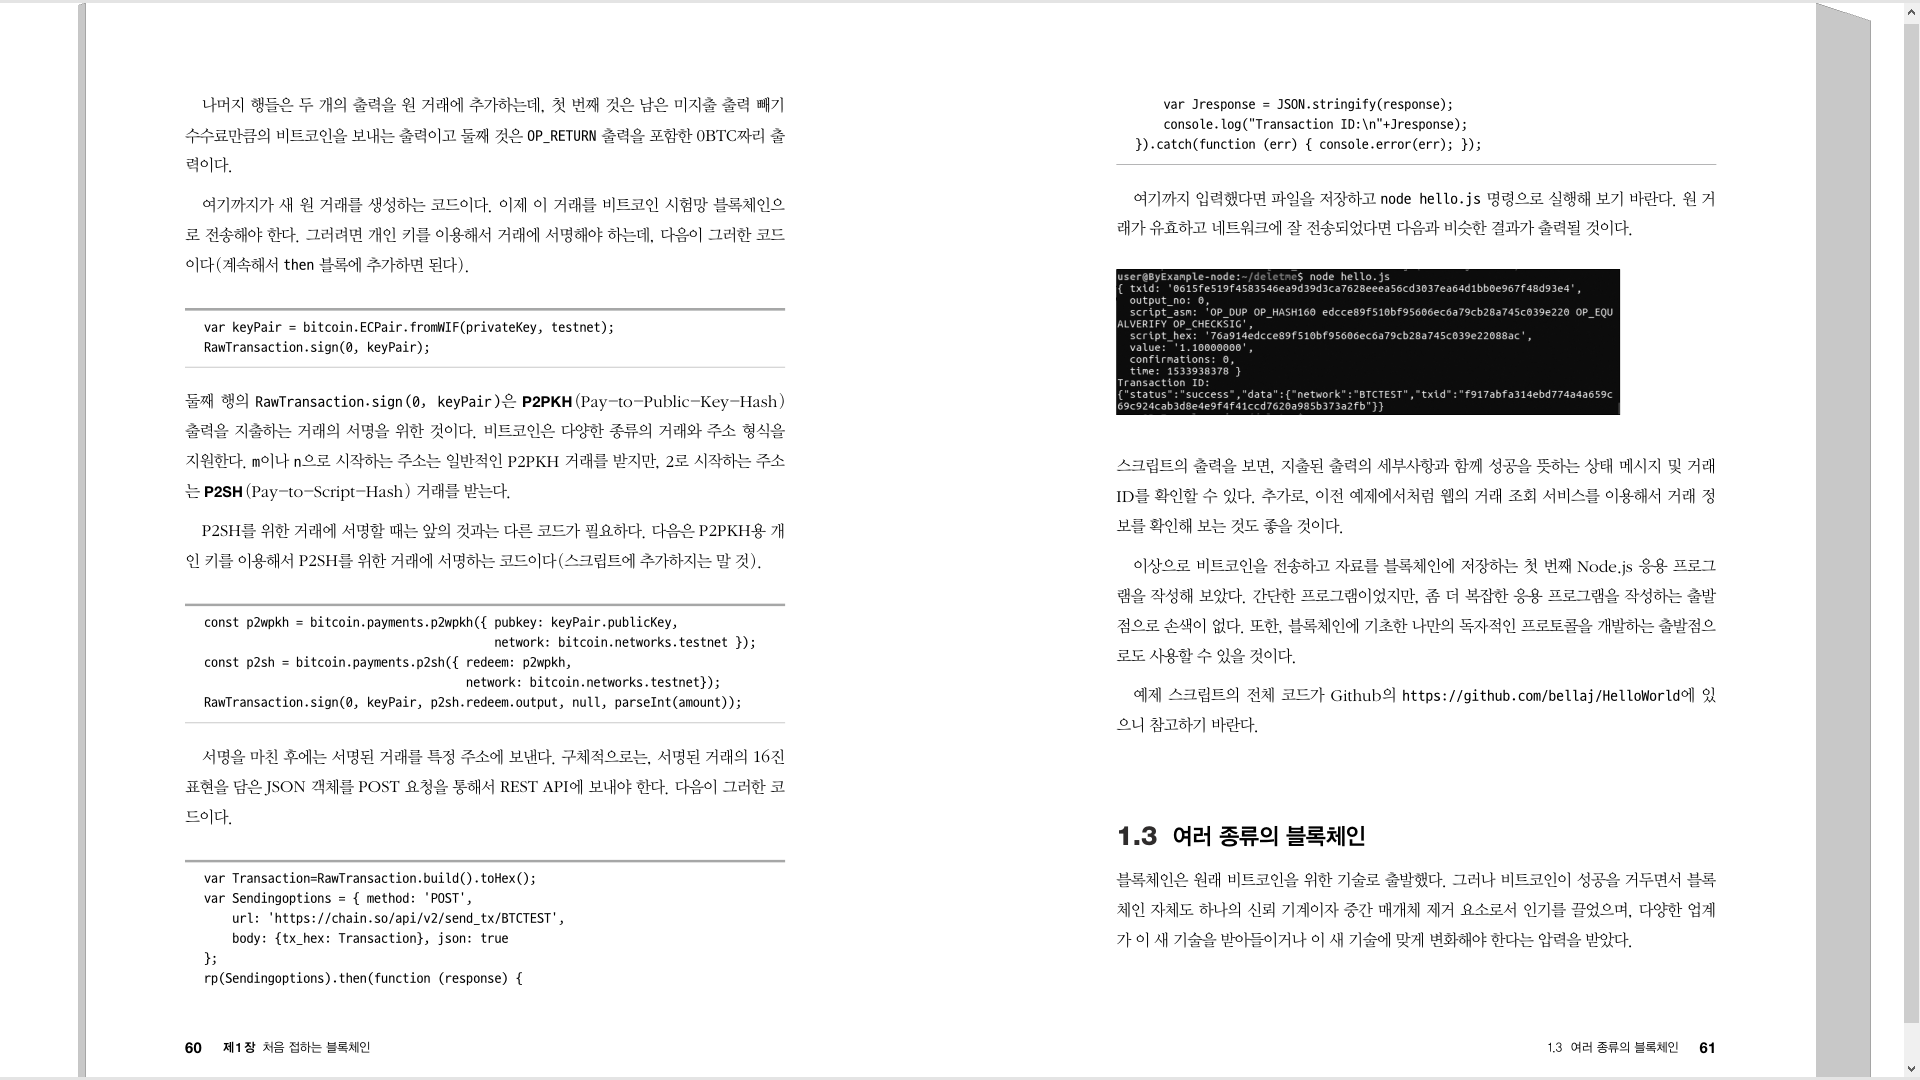 나머지 행들은 두 개의 출력을 원 거래에 추가하는데, 첫 번째 것은 남은 미지출 출력 빼기
수수료만큼의 비트코인을 보내는 출력이고 둘째 것은 OP_RETURN 출력을 포함한 0BTC짜리 출
력이다.
여기까지가 새 원 거래를 생성하는 코드이다. 이제 이 거래를 비트코인 시험망 블록체인으
로 전송해야 한다. 그러려면 개인 키를 이용해서 거래에 서명해야 하는데, 다음이 그러한 코드
이다(계속해서 then 블록에 추가하면 된다).
var keyPair = bitcoin.ECPair.fromWIF(privateKey, testnet);
RawTransaction.sign(0, keyPair);
둘째 행의 RawTransaction.sign(0, keyPair)은 P2PKH(Pay-to-Public-Key-Hash)
출력을 지출하는 거래의 서명을 위한 것이다. 비트코인은 다양한 종류의 거래와 주소 형식을
지원한다. m이나 n으로 시작하는 주소는 일반적인 P2PKH 거래를 받지만, 2로 시작하는 주소
는 P2SH(Pay-to-Script-Hash) 거래를 받는다.
P2SH를 위한 거래에 서명할 때는 앞의 것과는 다른 코드가 필요하다. 다음은 P2PKH용 개
인 키를 이용해서 P2SH를 위한 거래에 서명하는 코드이다(스크립트에 추가하지는 말 것).
const p2wpkh = bitcoin.payments.p2wpkh({ pubkey: keyPair.publicKey,
network: bitcoin.networks.testnet });
const p2sh = bitcoin.payments.p2sh({ redeem: p2wpkh,
network: bitcoin.networks.testnet});
RawTransaction.sign(0, keyPair, p2sh.redeem.output, null, parseInt(amount));
서명을 마친 후에는 서명된 거래를 특정 주소에 보낸다. 구체적으로는, 서명된 거래의 16진
표현을 담은 JSON 객체를 POST 요청을 통해서 REST API에 보내야 한다. 다음이 그러한 코
드이다.
var Transaction=RawTransaction.build().toHex();
var Sendingoptions = { method: 'POST',
url: 'https://chain.so/api/v2/send_tx/BTCTEST',
body: {tx_hex: Transaction}, json: true
};
rp(Sendingoptions).then(function (response) {
60 제1장 처음 접하는 블록체인
var Jresponse = JSON.stringify(response);
console.log("Transaction ID:\n"+Jresponse);
}).catch(function (err) { console.error(err); });
여기까지 입력했다면 파일을 저장하고 node hello.js 명령으로 실행해 보기 바란다. 원 거
래가 유효하고 네트워크에 잘 전송되었다면 다음과 비슷한 결과가 출력될 것이다.
user@ByExample-node:~/deletme$ node hello.js
{ txid: '0615fe519f4583546ea9d39d3ca7628eeea56cd3037ea64d1bb0e967f48d93e4',
output_no: 0,
script_asm: 'OP_DUP OP_HASH160 edcce89f510bf95606ec6a79cb28a745c039e220 OP_EQU
ALVERIFY OP_CHECKSIG',
script_hex: '76a914edcce89f510bf95606ec6a79cb28a745c039e22088ac',
value: '1.10000000',
confirmations: 0,
time: 1533938378 }
Transaction ID:
{"status":"success","data":{"network":"BTCTEST","txid":"f917abfa314ebd774a4a659c
69c924cab3d8e4e9f4f41ccd7620a985b373a2fb"}}
스크립트의 출력을 보면, 지출된 출력의 세부사항과 함께 성공을 뜻하는 상태 메시지 및 거래
ID를 확인할 수 있다. 추가로, 이전 예제에서처럼 웹의 거래 조회 서비스를 이용해서 거래 정
보를 확인해 보는 것도 좋을 것이다.
이상으로 비트코인을 전송하고 자료를 블록체인에 저장하는 첫 번째 Node.js 응용 프로그
램을 작성해 보았다. 간단한 프로그램이었지만, 좀 더 복잡한 응용 프로그램을 작성하는 출발
점으로 손색이 없다. 또한, 블록체인에 기초한 나만의 독자적인 프로토콜을 개발하는 출발점으
로도 사용할 수 있을 것이다.
예제 스크립트의 전체 코드가 Github의 https://github.com/bellaj/HelloWorld에 있
으니 참고하기 바란다.
1.3 여러 종류의 블록체인
블록체인은 원래 비트코인을 위한 기술로 출발했다. 그러나 비트코인이 성공을 거두면서 블록
체인 자체도 하나의 신뢰 기계이자 중간 매개체 제거 요소로서 인기를 끌었으며, 다양한 업계
가 이 새 기술을 받아들이거나 이 새 기술에 맞게 변화해야 한다는 압력을 받았다.
1.3 여러 종류의 블록체인 61